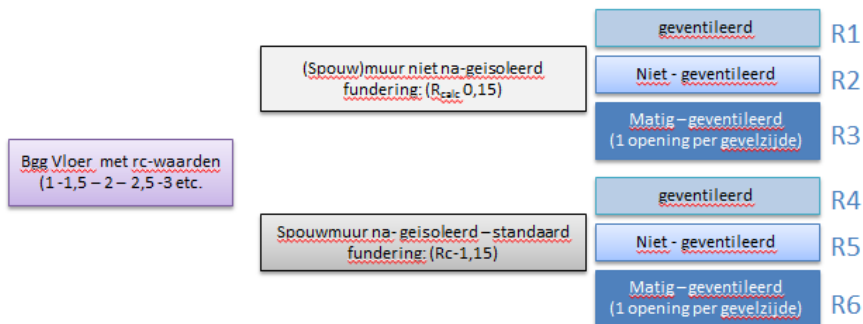 Bgg Vloer met rc-waarden
(1 -1,5 – 2 – 2,5 -3 etc.
(Spouw)muur niet na-geisoleerd
fundering: (Rcalc 0,15)
geventileerd
R1
Niet - geventileerd
R2
Matig – geventileerd
(1 opening per gevelzijde)
R3
Spouwmuur na- geisoleerd – standaard
fundering: (Rc-1,15)
geventileerd
R4
Niet - geventileerd
R5
Matig – geventileerd
(1 opening per gevelzijde)
R6